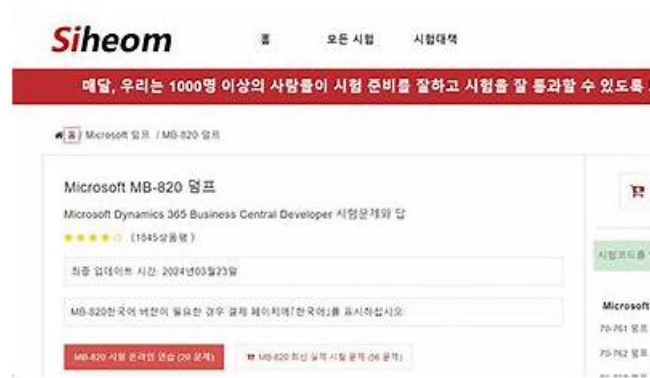 Siheom 홈 모든 시험 시험대책
매달, 우리는 1000명 이상의 사람들이 시험 준비를 잘하고 시험을 잘 통과할 수 있도록
홈 / Microsoft 덤프 / MB-820 덤프
Microsoft MB-820 덤프
Microsoft Dynamics 365 Business Central Developer 시험문제와 답
(1845상품평)
최종 업데이트 시간: 2024년03월23일
시험코드를
MB-820한국어 버전이 필요한 경우 결제 페이지에「한국어」를 표시하십시오
Microsoft
70-761 덤프
MB-820 시험 온라인 연습 (20 문제) MB-820 최신 실제 시험 문제 (96 문제)
70-762 덤프